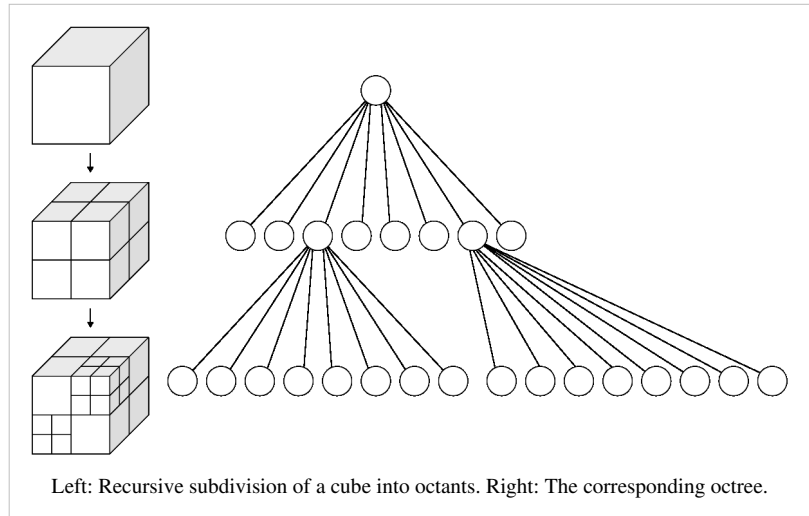 Left: Recursive subdivision of a cube into octants. Right: The corresponding octree.